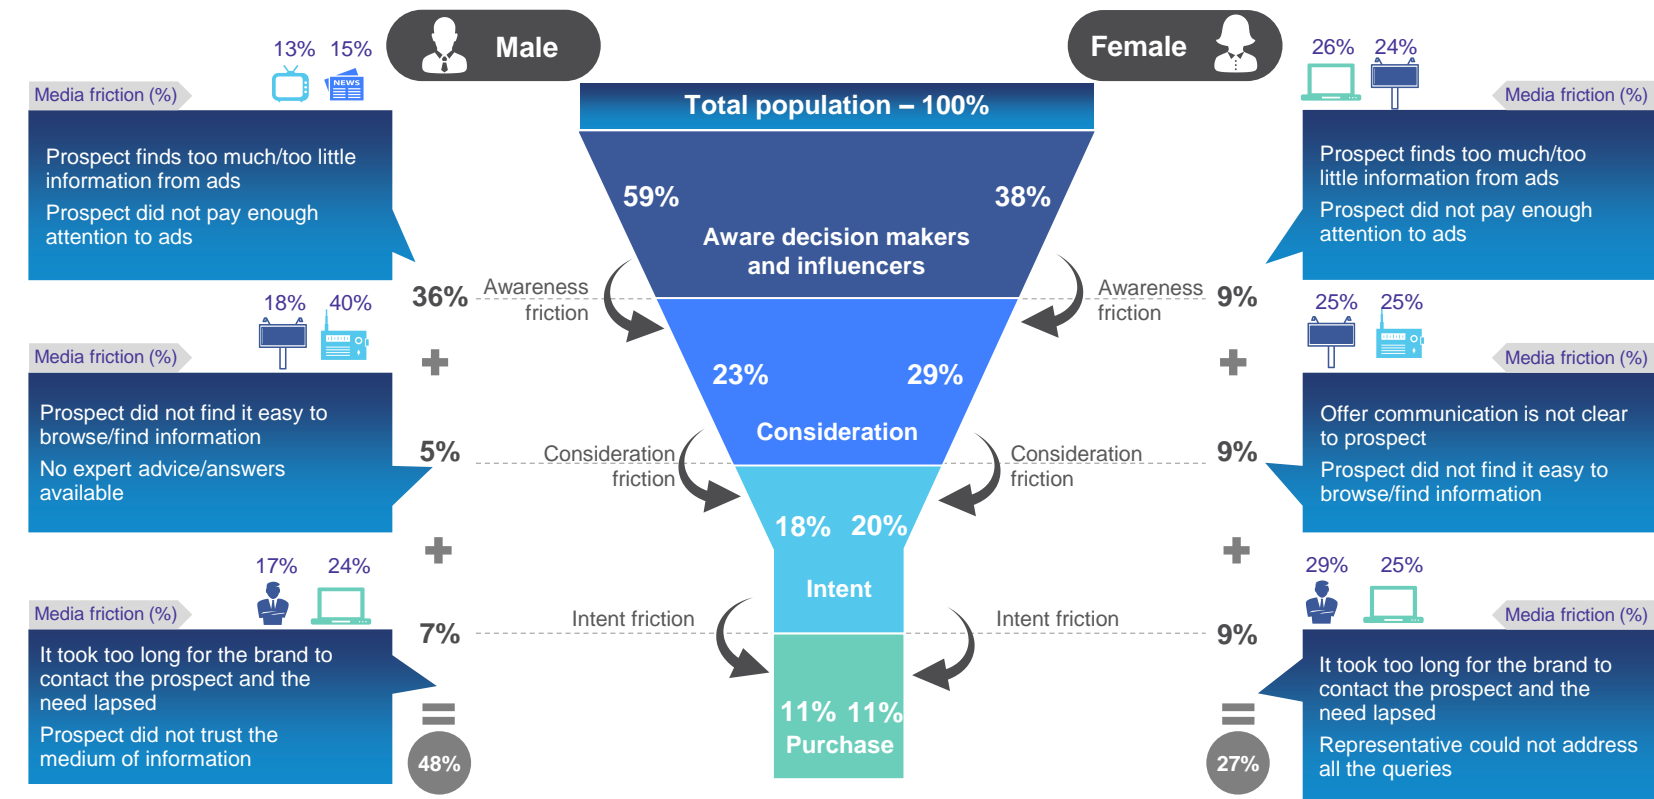 Male
Female
13% 15%
NEWS
Media friction (%)
Prospect finds too much/too little
information from ads
Prospect did not pay enough
attention to ads
18% 40%
Media friction (%)
Prospect did not find it easy to
browse/find information
No expert advice/answers
available
17% 24%
Media friction (%)
It took too long for the brand to
contact the prospect and the
need lapsed
Prospect did not trust the
medium of information
36%
5%
7%
48%
Awareness
friction
Consideration
friction
Intent friction
Total population – 100%
59% 38%
Aware decision makers
and influencers
23% 29%
Consideration
18% 20%
Intent
11% 11%
Purchase
Awareness
friction
Consideration
friction
Intent friction
9%
9%
9%
27%
26% 24%
Media friction (%)
Prospect finds too much/too
little information from ads
Prospect did not pay enough
attention to ads
25% 25%
Media friction (%)
Offer communication is not clear
to prospect
Prospect did not find it easy to
browse/find information
29% 25%
Media friction (%)
It took too long for the brand to
contact the prospect and the
need lapsed
Representative could not address
all the queries